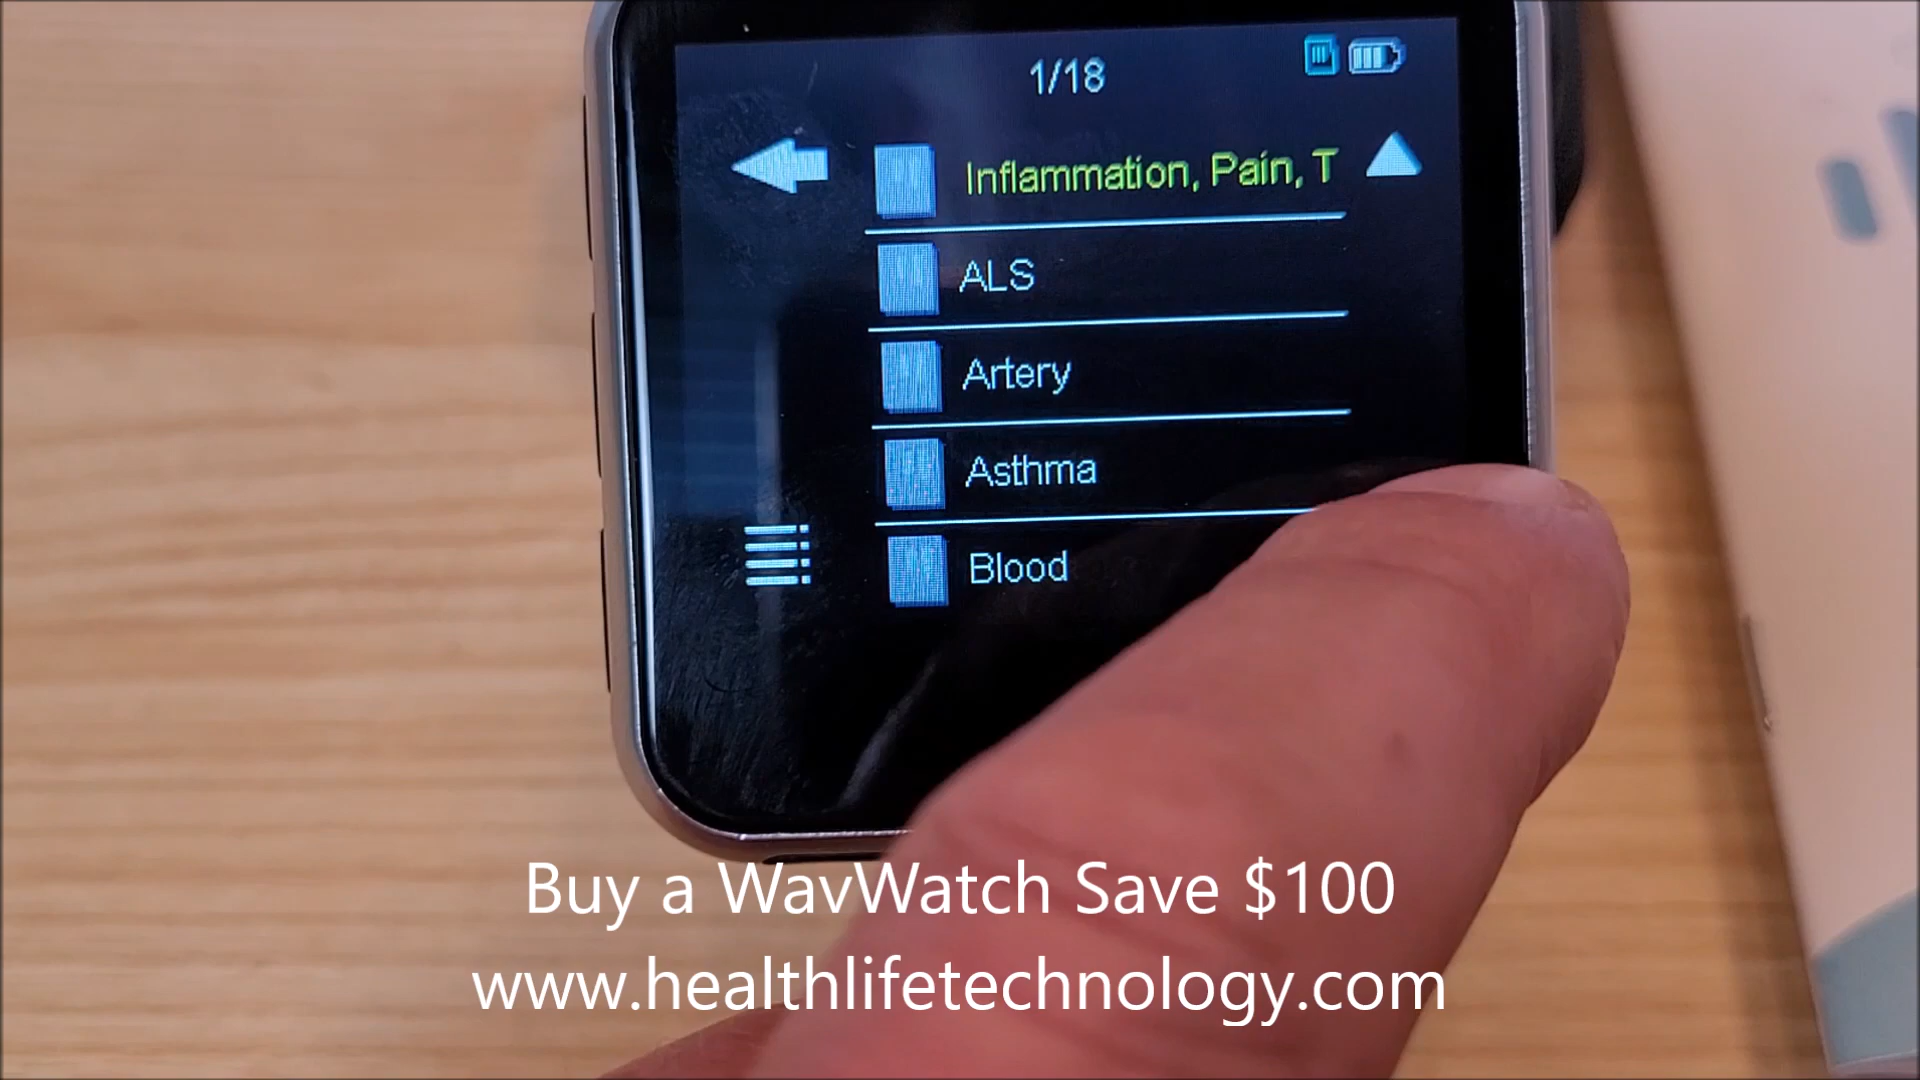 1/18
Inflammation, Pain, T
ALS
Artery
Asthma
Blood
Buy a WavWatch Save $100
www.healthlifetechnology.com